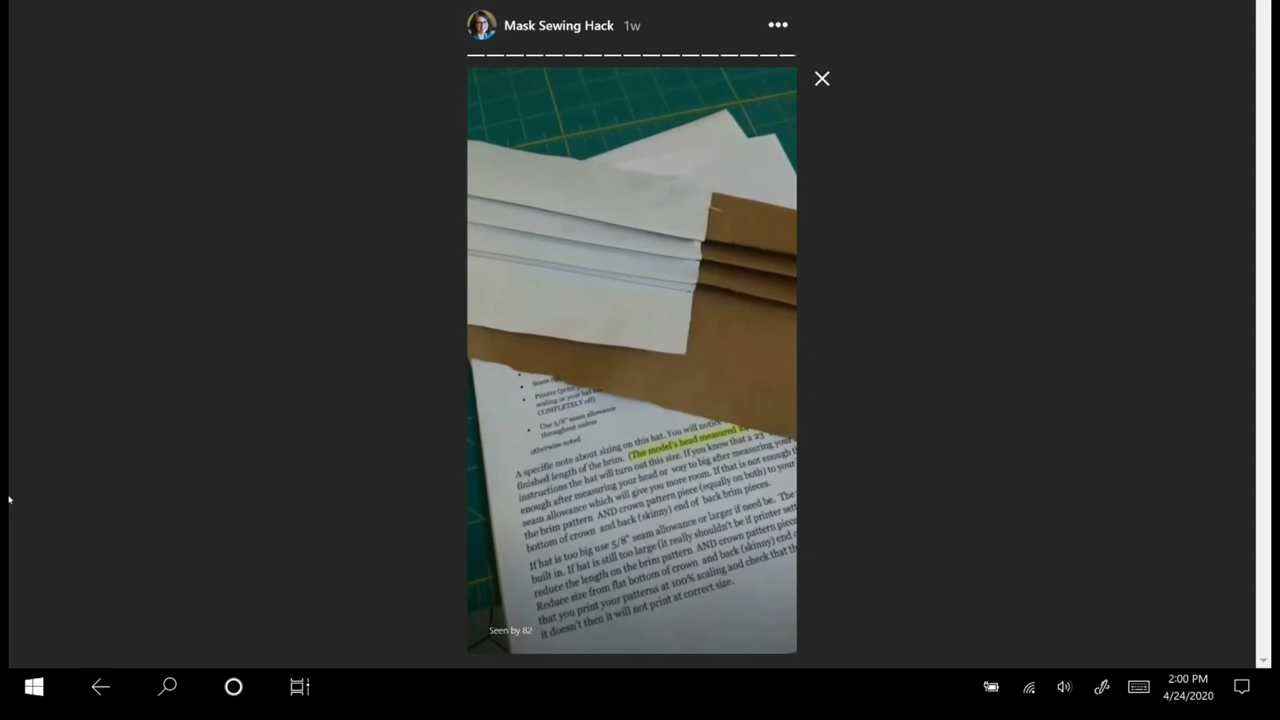 Mask Sewing Hack 1w
•••
• Use 5/8" seam allowance
throughout unless
otherwise noted
COMPLETELY off)
A specific note about sizing on this hat. You will notice
finished length of the brim. (The model's head measured
instructions the hat will turn out this size. If you know that a 23
enough after measuring your head or way to big after measuring your
seam allowance which will give you more room. If that is not enough
the brim pattern AND crown pattern piece (equally on both) to your
bottom of crown and back (skinny) end of back brim pieces.
If hat is too big use 5/8" seam allowance or larger if need be. The
built in. If hat is still too large (it really shouldn't be if printer
reduce the length on the brim pattern AND crown pattern piece
Reduce size from flat bottom of crown and back (skinny) end
that you print your patterns at 100% scaling and check that
it doesn't then it will not print at correct size.
Seen by 82
2:00 PM
4/24/2020